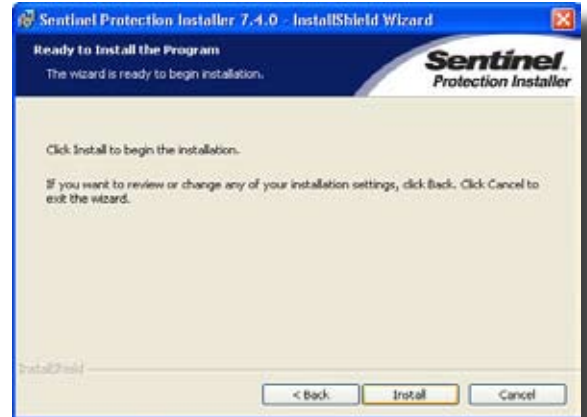 Sentinel Protection Installer 7.4.0 - InstallShield Wizard
Ready to Install the Program
The wizard is ready to begin installation.
Sentinel.
Protection Installer
Click Install to begin the installation.
If you want to review or change any of your installation settings, click Back. Click Cancel to
exit the wizard.
InstallShield
< Back
Install
Cancel